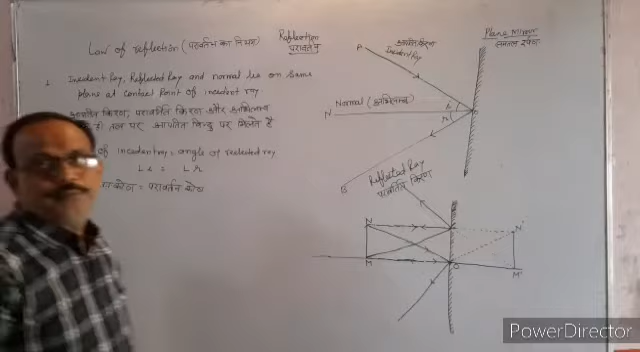 Law of reflection (परावर्तन का नियम)
Reflection
परावर्तन
1. Incident Ray, Reflected Ray and normal lie on same
plane at contact point of incident ray
आपतित किरण, परावर्तित किरण और अभिलम्ब
तल पर आपतित बिन्दु पर मिलते है
of incident ray = angle of reflected ray
∠i = ∠r
= परावर्तन कोण
Plane Mirror
समतल दर्पण
आपतित किरण
Incident Ray
A
Normal (अभिलम्ब)
N
B
Reflected Ray
परावर्तित किरण
N
N'
M
O
M'
PowerDirector